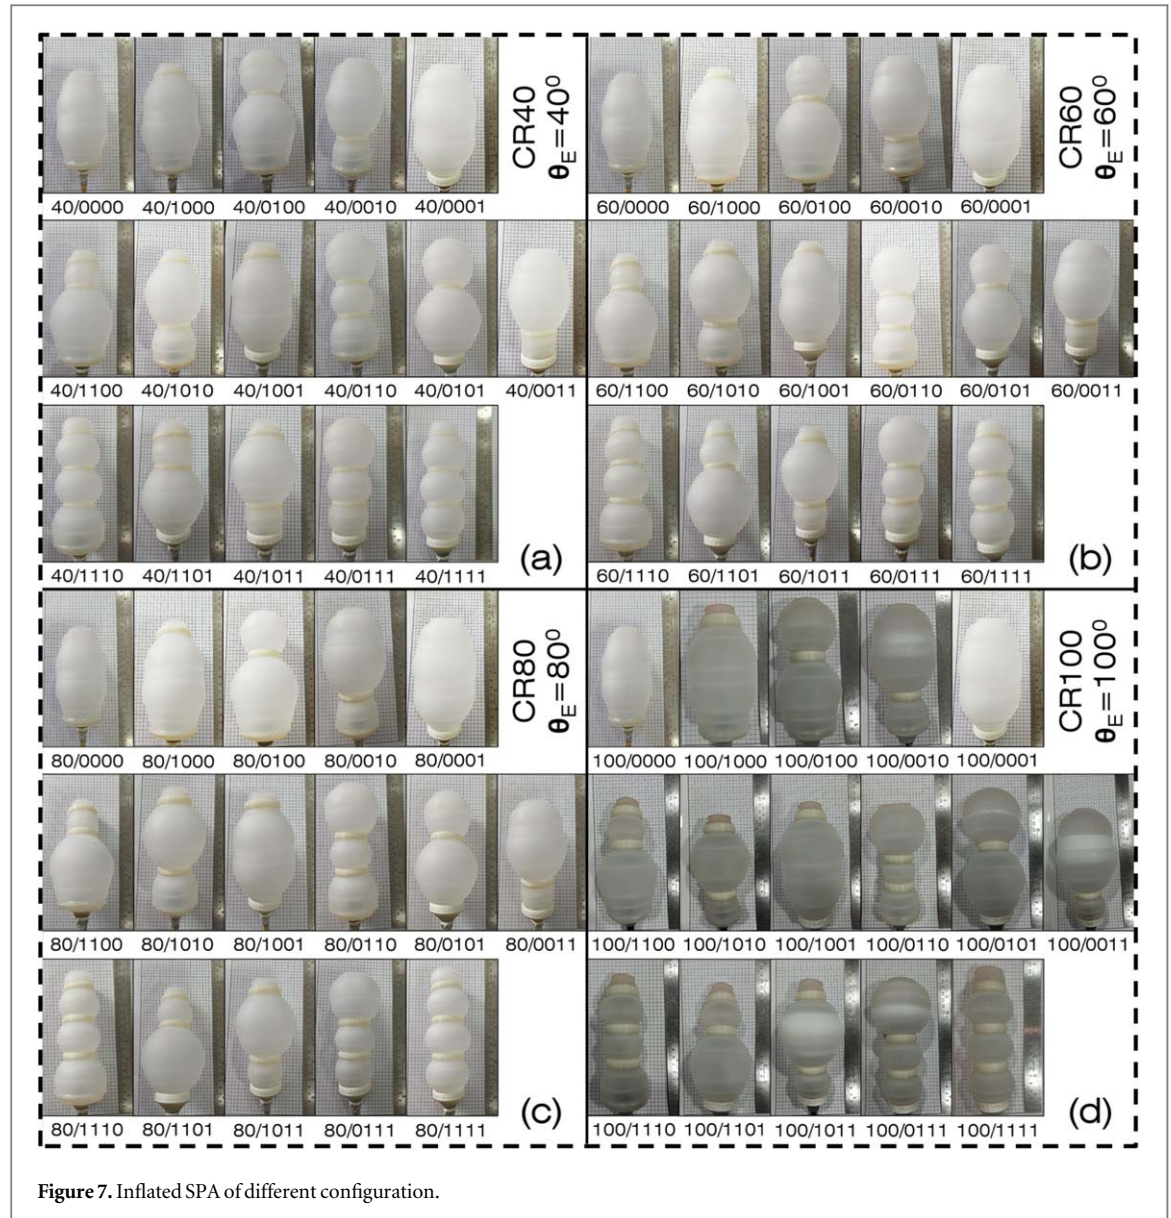 CR40
θE=40⁰
40/0000 40/1000 40/0100 40/0010 40/0001
40/1100 40/1010 40/1001 40/0110 40/0101 40/0011
40/1110 40/1101 40/1011 40/0111 40/1111
(a)
CR60
θE=60⁰
60/0000 60/1000 60/0100 60/0010 60/0001
60/1100 60/1010 60/1001 60/0110 60/0101 60/0011
60/1110 60/1101 60/1011 60/0111 60/1111
(b)
CR80
θE=80⁰
80/0000 80/1000 80/0100 80/0010 80/0001
80/1100 80/1010 80/1001 80/0110 80/0101 80/0011
80/1110 80/1101 80/1011 80/0111 80/1111
(c)
CR100
θE=100⁰
100/0000 100/1000 100/0100 100/0010 100/0001
100/1100 100/1010 100/1001 100/0110 100/0101 100/0011
100/1110 100/1101 100/1011 100/0111 100/1111
(d)
Figure 7. Inflated SPA of different configuration.